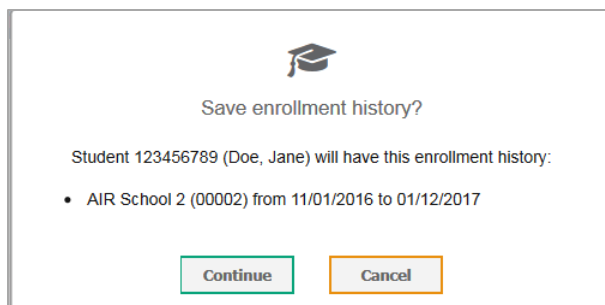 Save enrollment history?
Student 123456789 (Doe, Jane) will have this enrollment history:
• AIR School 2 (00002) from 11/01/2016 to 01/12/2017
Continue Cancel